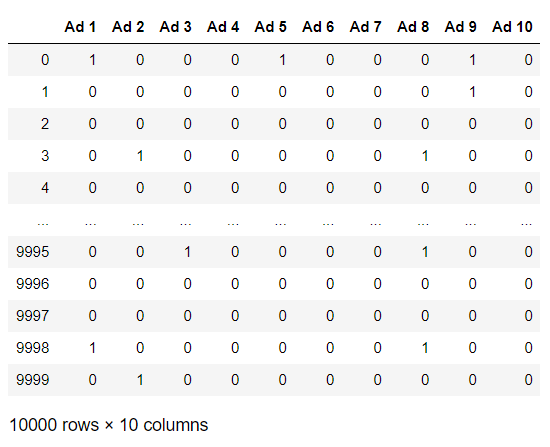 Ad 1 Ad 2 Ad 3 Ad 4 Ad 5 Ad 6 Ad 7 Ad 8 Ad 9 Ad 10
0 1 0 0 0 1 0 0 0 1 0
1 0 0 0 0 0 0 0 0 1 0
2 0 0 0 0 0 0 0 0 0 0
3 0 1 0 0 0 0 0 1 0 0
4 0 0 0 0 0 0 0 0 0 0
... ... ... ... ... ... ... ... ... ... ...
9995 0 0 1 0 0 0 0 1 0 0
9996 0 0 0 0 0 0 0 0 0 0
9997 0 0 0 0 0 0 0 0 0 0
9998 1 0 0 0 0 0 0 1 0 0
9999 0 1 0 0 0 0 0 0 0 0
10000 rows × 10 columns